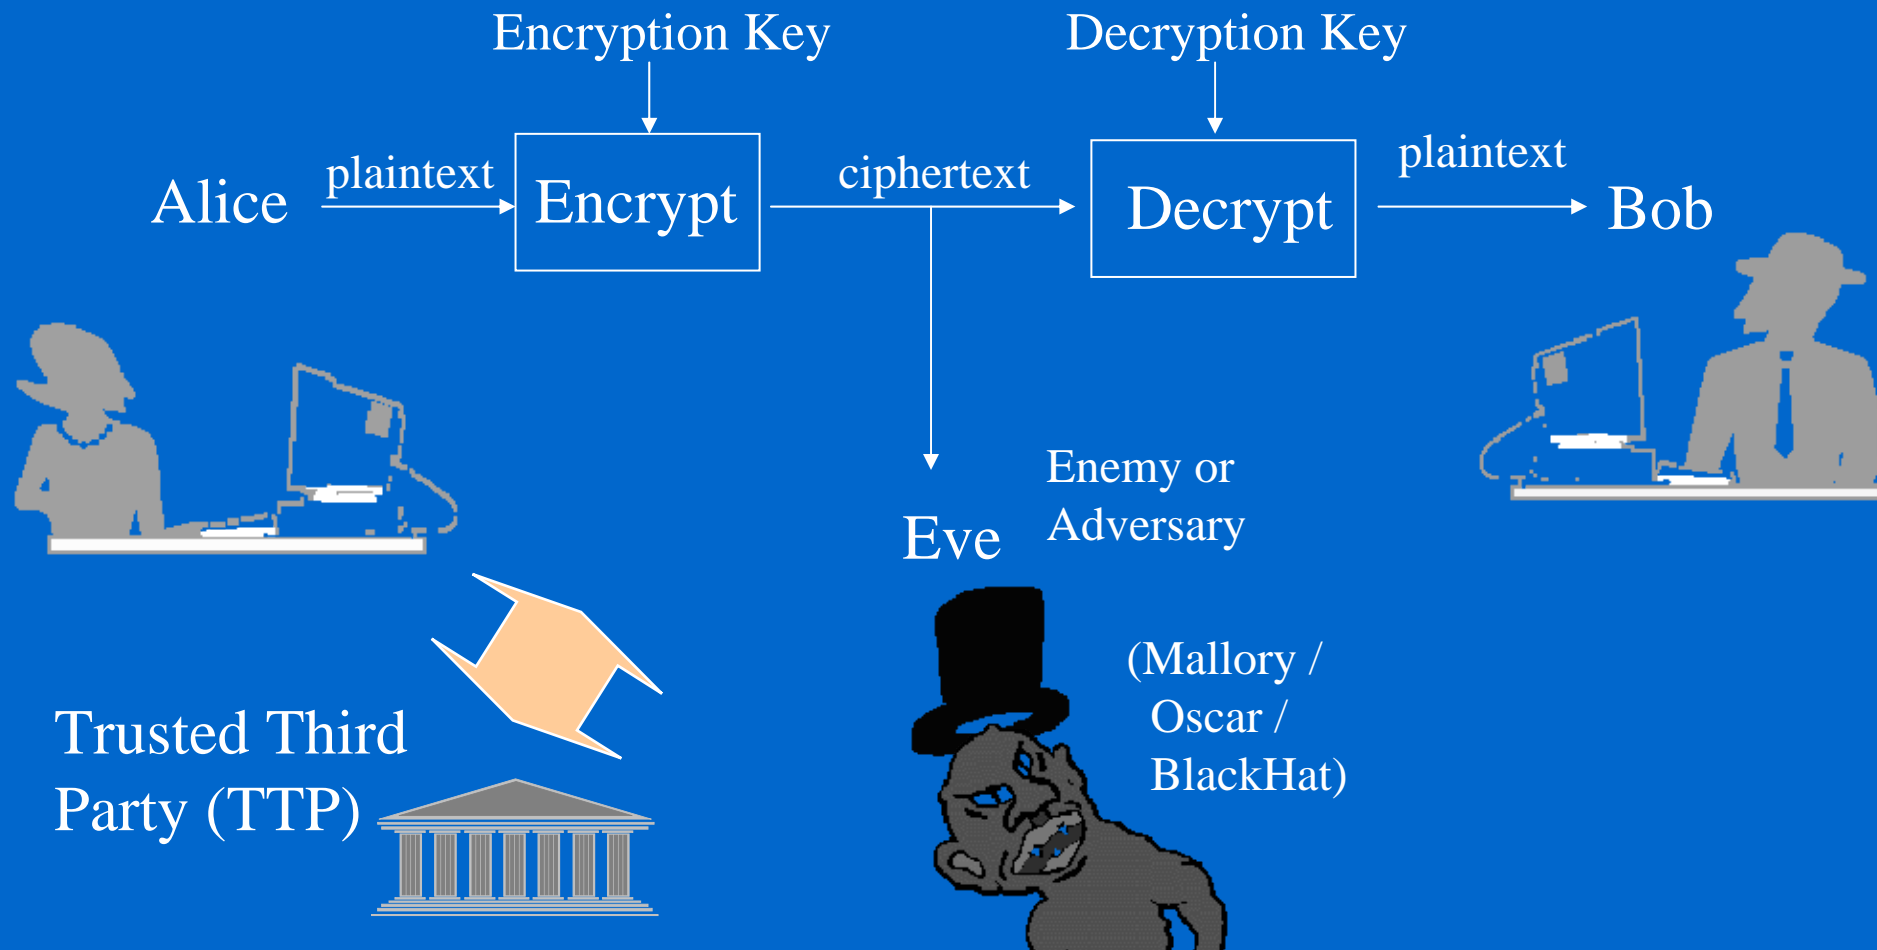 Encryption Key
Decryption Key
Alice
plaintext
Encrypt
ciphertext
Decrypt
plaintext
Bob
Enemy or
Adversary
Eve
(Mallory /
Oscar /
BlackHat)
Trusted Third
Party (TTP)